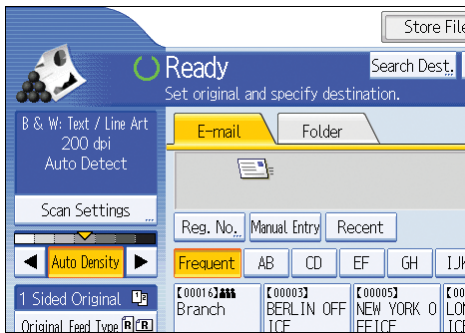 Store File
Ready
Search Dest.
Set original and specify destination.
B & W: Text / Line Art
200 dpi
Auto Detect
E-mail
Folder
Scan Settings
Reg. No.
Manual Entry
Recent
Auto Density
Frequent
AB
CD
EF
GH
IJK
1 Sided Original
[00016]
[00003]
[00005]
Branch
BERLIN OFF
ICE
NEW YORK O
FFICE
Original Feed Type